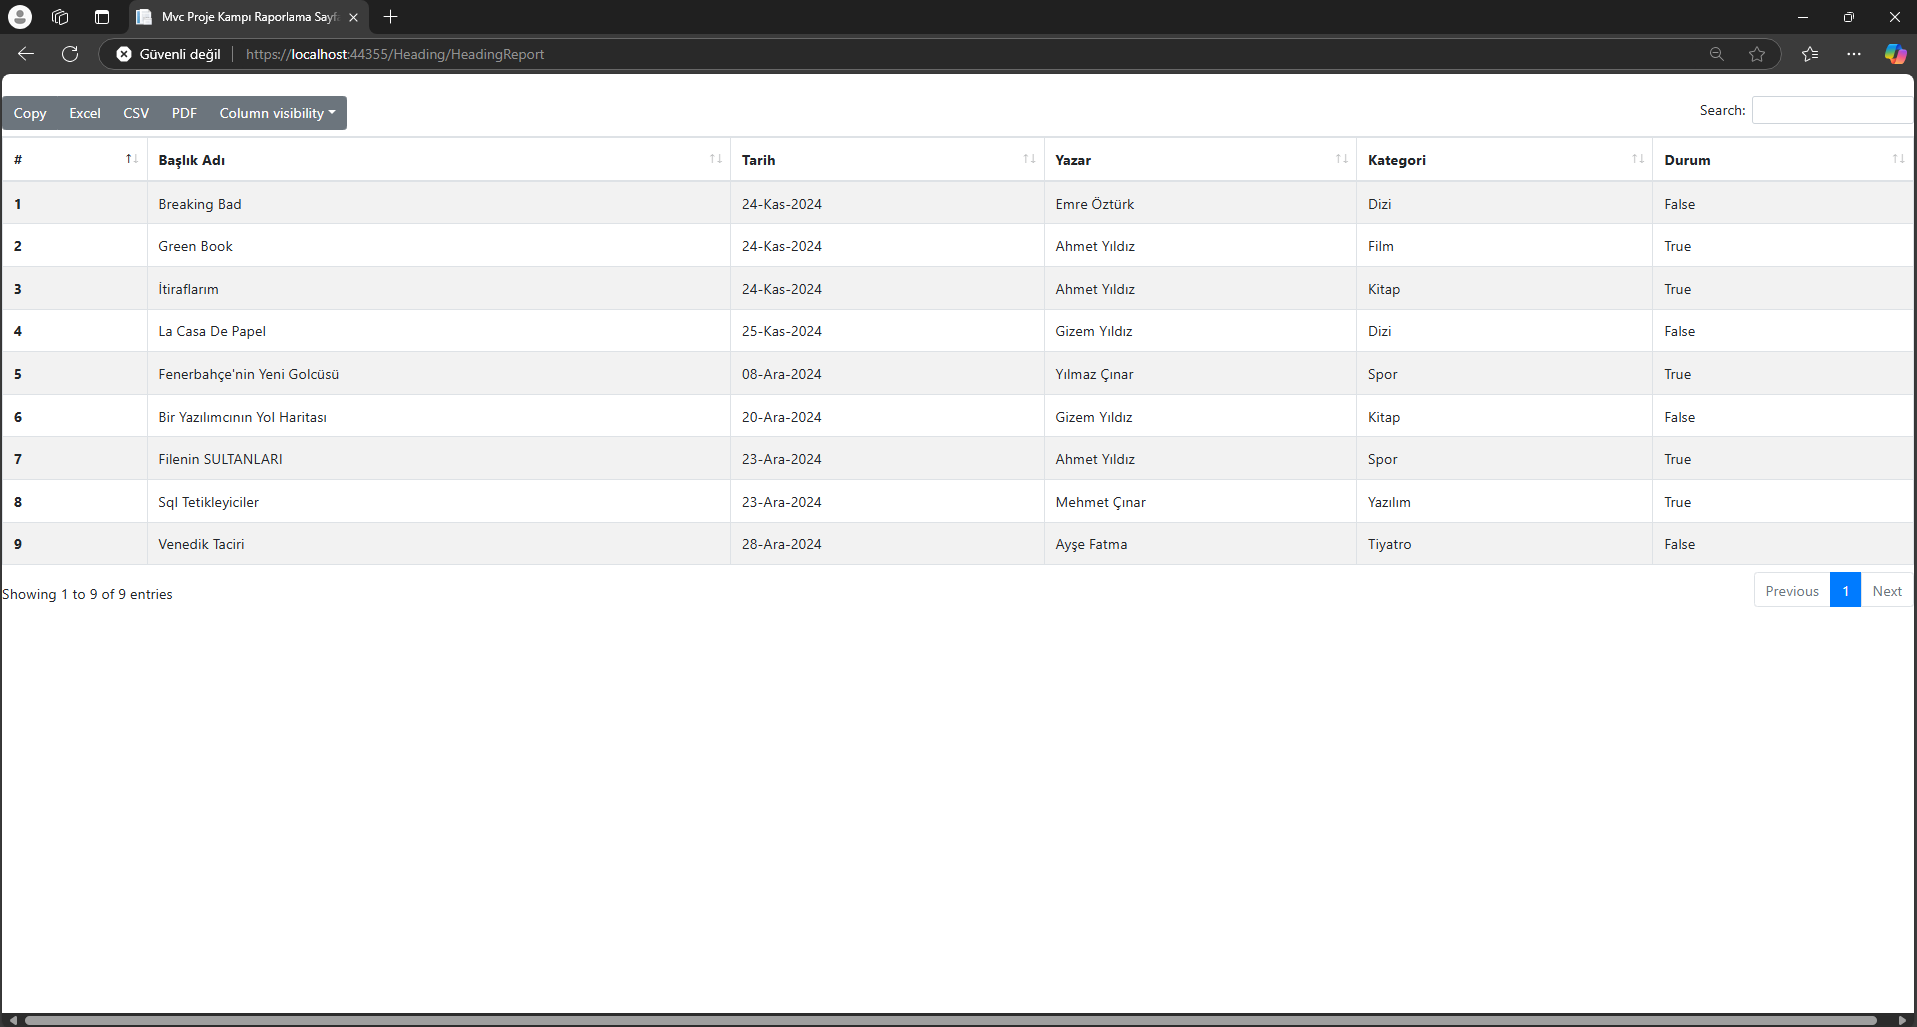 Mvc Proje Kampı Raporlama Sayfa
Güvenli değil https://localhost:44355/Heading/HeadingReport
Copy Excel CSV PDF Column visibility Search:
# Başlık Adı Tarih Yazar Kategori Durum
1 Breaking Bad 24-Kas-2024 Emre Öztürk Dizi False
2 Green Book 24-Kas-2024 Ahmet Yıldız Film True
3 İtiraflarım 24-Kas-2024 Ahmet Yıldız Kitap True
4 La Casa De Papel 25-Kas-2024 Gizem Yıldız Dizi False
5 Fenerbahçe'nin Yeni Golcüsü 08-Ara-2024 Yılmaz Çınar Spor True
6 Bir Yazılımcının Yol Haritası 20-Ara-2024 Gizem Yıldız Kitap False
7 Filenin SULTANLARI 23-Ara-2024 Ahmet Yıldız Spor True
8 Sql Tetikleyiciler 23-Ara-2024 Mehmet Çınar Yazılım True
9 Venedik Taciri 28-Ara-2024 Ayşe Fatma Tiyatro False
Showing 1 to 9 of 9 entries Previous 1 Next